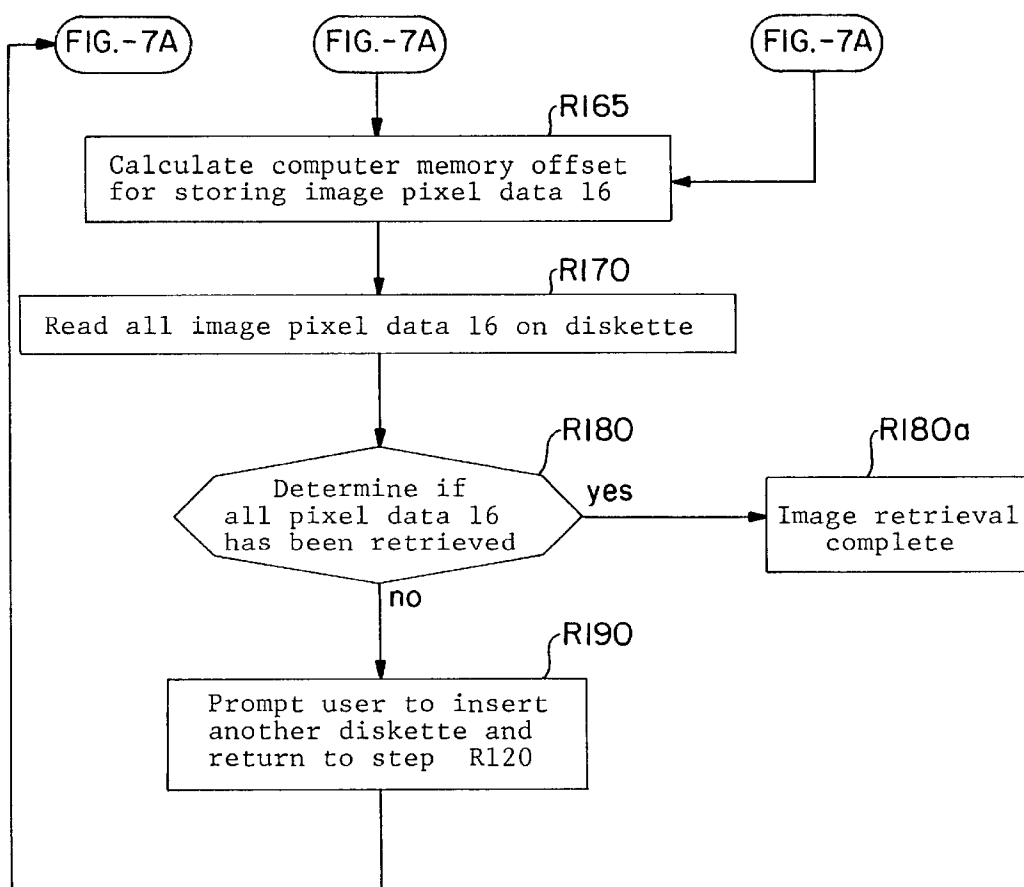 FIG.-7A
FIG.-7A
FIG.-7A
R165
Calculate computer memory offset
for storing image pixel data 16
R170
Read all image pixel data 16 on diskette
R180
Determine if
all pixel data 16
has been retrieved
yes
R180a
Image retrieval
complete
no
R190
Prompt user to insert
another diskette and
return to step R120